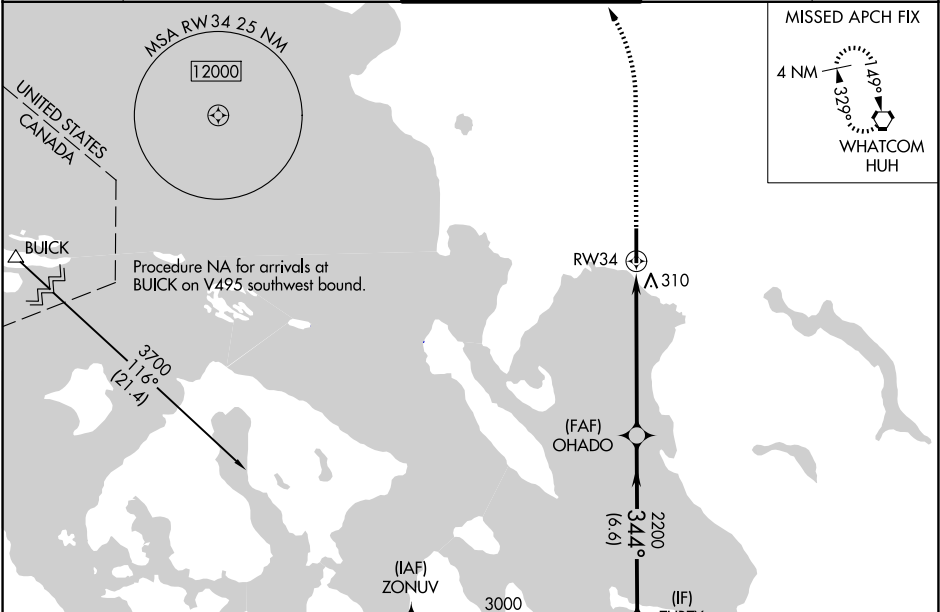 MSA RW34 25 NM
12000
MISSED APCH FIX
4 NM
149°
329°
WHATCOM
HUH
UNITED STATES
CANADA
BUICK
Procedure NA for arrivals at
BUICK on V495 southwest bound.
RW34
310
3700
116°
(21.4)
(FAF)
OHADO
2200
344°
(6.6)
(IAF)
ZONUV
3000
(IF)